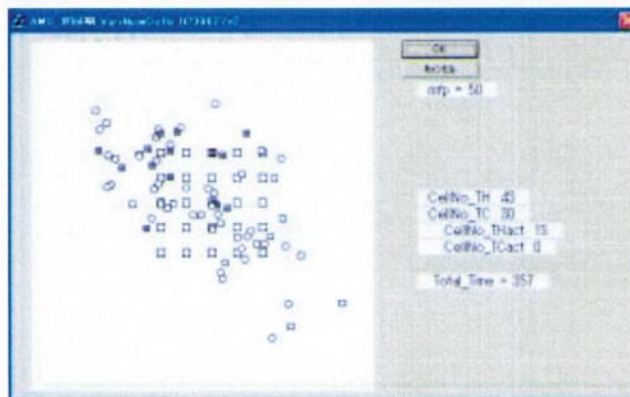 OK
mfp = 50
CellNo_TH 43
CellNo_TC 30
CellNo_THact 15
CellNo_TCact 0
Total_Time = 357